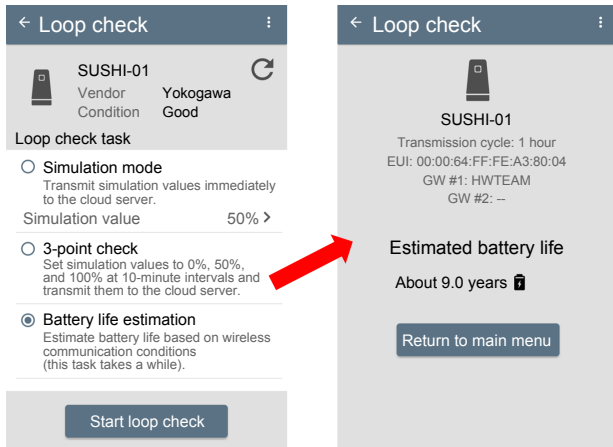 Loop check
SUSHI-01
Vendor Yokogawa
Condition Good
Loop check task
Simulation mode
Transmit simulation values immediately
to the cloud server.
Simulation value 50%
3-point check
Set simulation values to 0%, 50%,
and 100% at 10-minute intervals and
transmit them to the cloud server.
Battery life estimation
Estimate battery life based on wireless
communication conditions
(this task takes a while).
Start loop check
Loop check
SUSHI-01
Transmission cycle: 1 hour
EUI: 00:00:64:FF:FE:A3:80:04
GW #1: HWTEAM
GW #2: --
Estimated battery life
About 9.0 years
Return to main menu